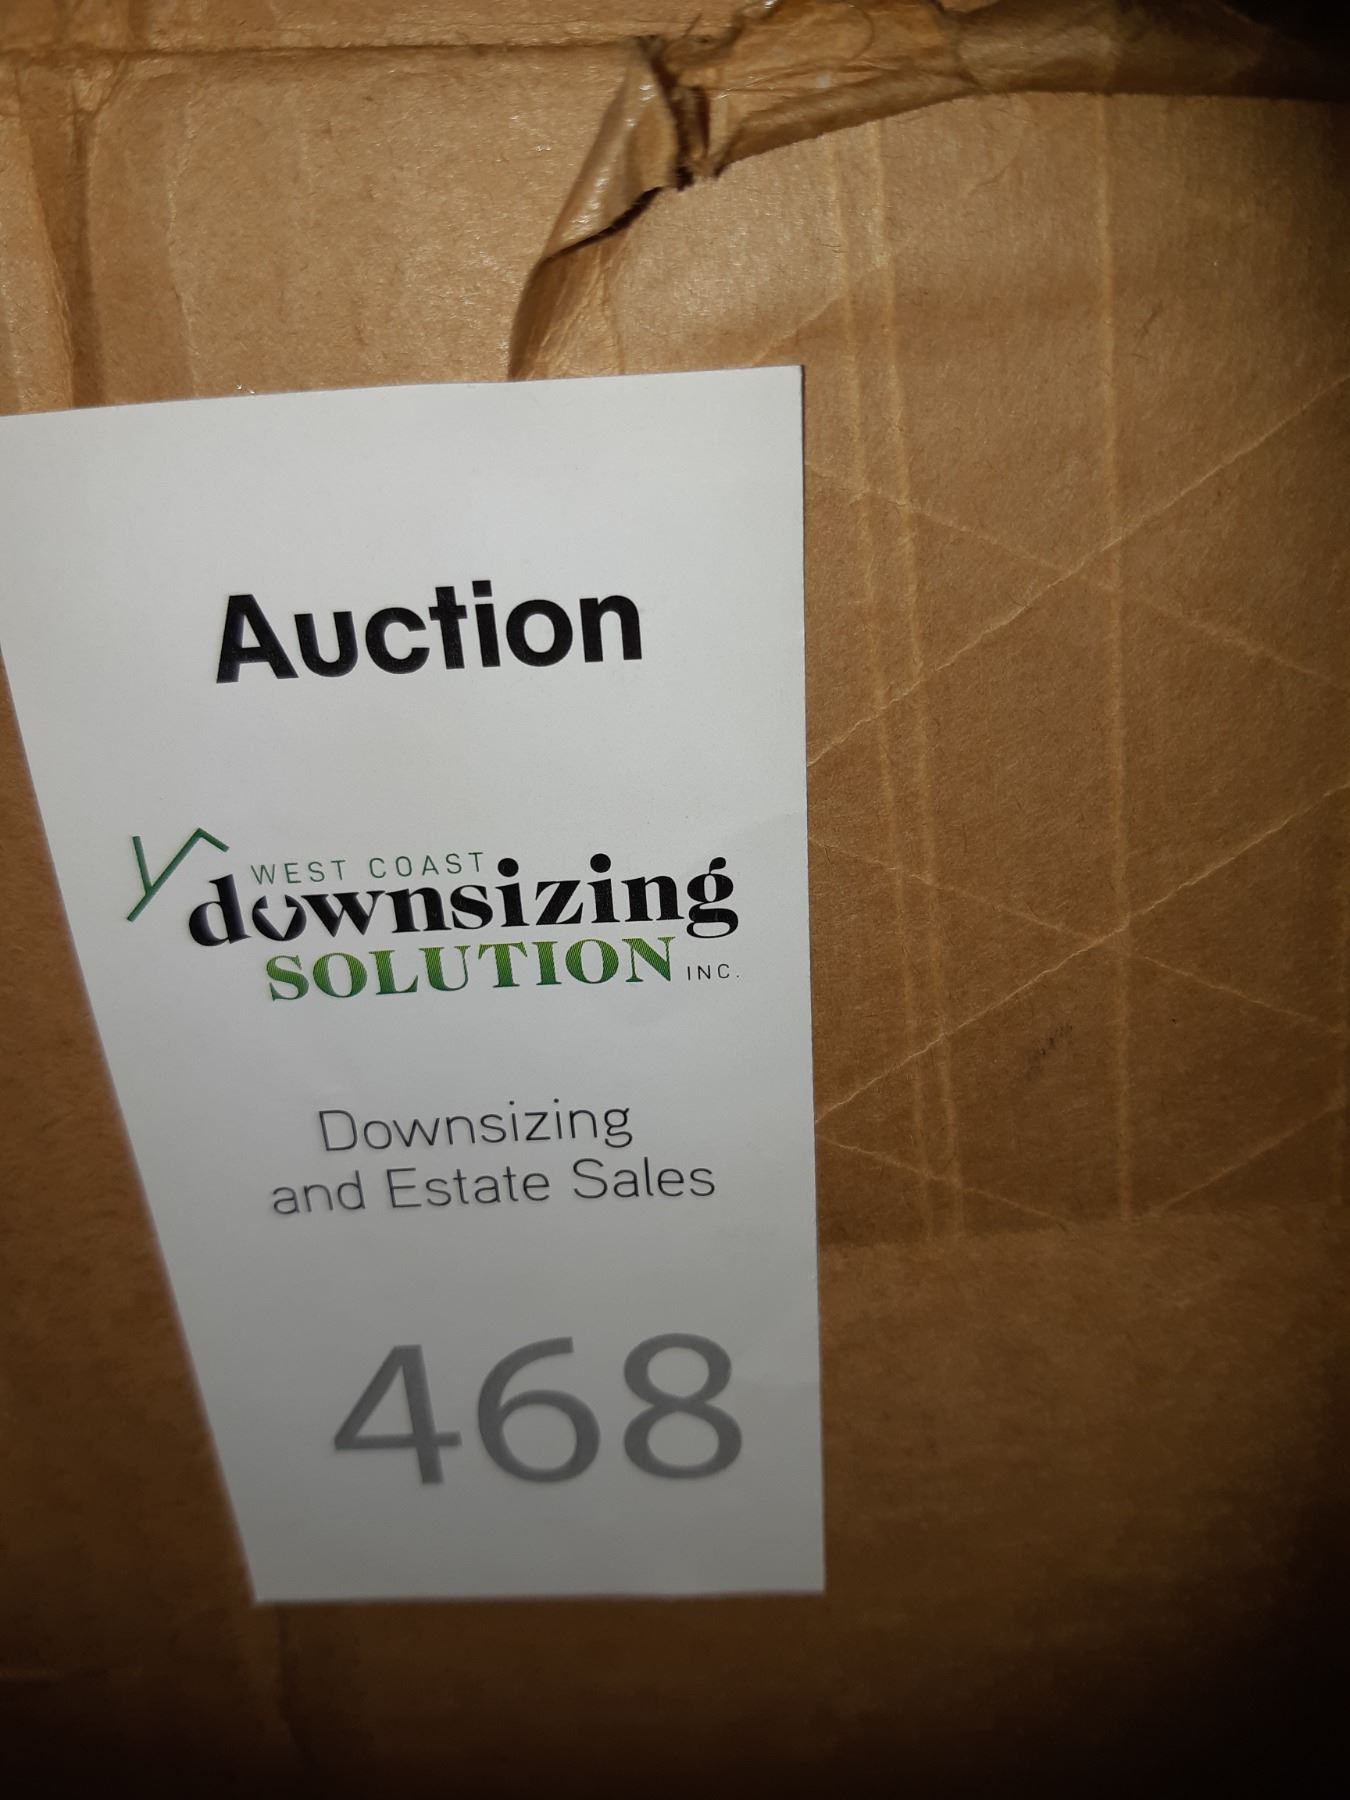 Auction
WEST COAST
downsizing
SOLUTION INC.
Downsizing
and Estate Sales
468